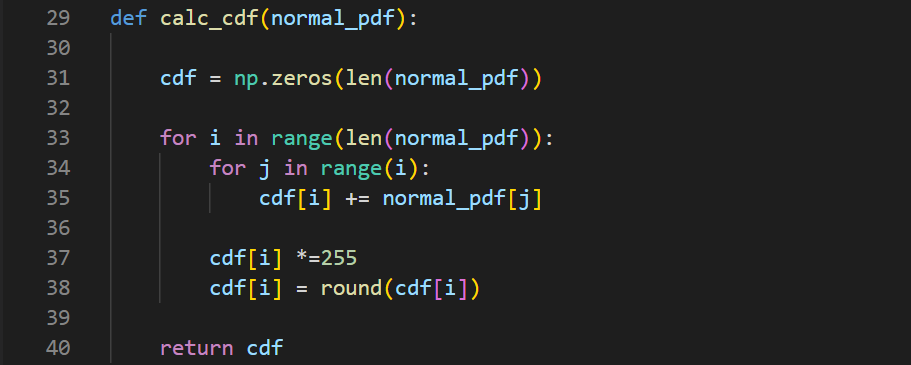 29 def calc_cdf(normal_pdf):
30
31 cdf = np.zeros(len(normal_pdf))
32
33 for i in range(len(normal_pdf)):
34 for j in range(i):
35 cdf[i] += normal_pdf[j]
36
37 cdf[i] *=255
38 cdf[i] = round(cdf[i])
39
40 return cdf